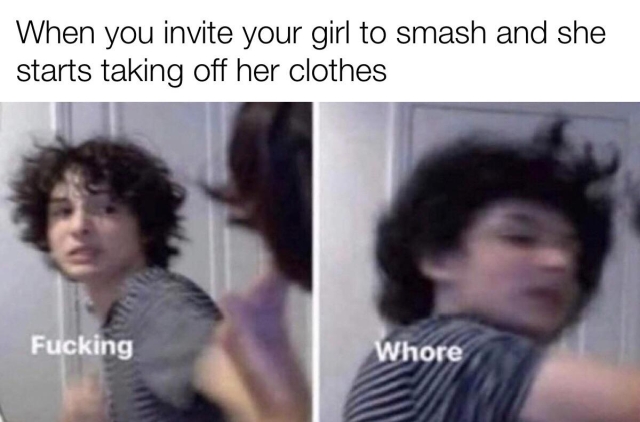 When you invite your girl to smash and she
starts taking off her clothes
Fucking
Whore